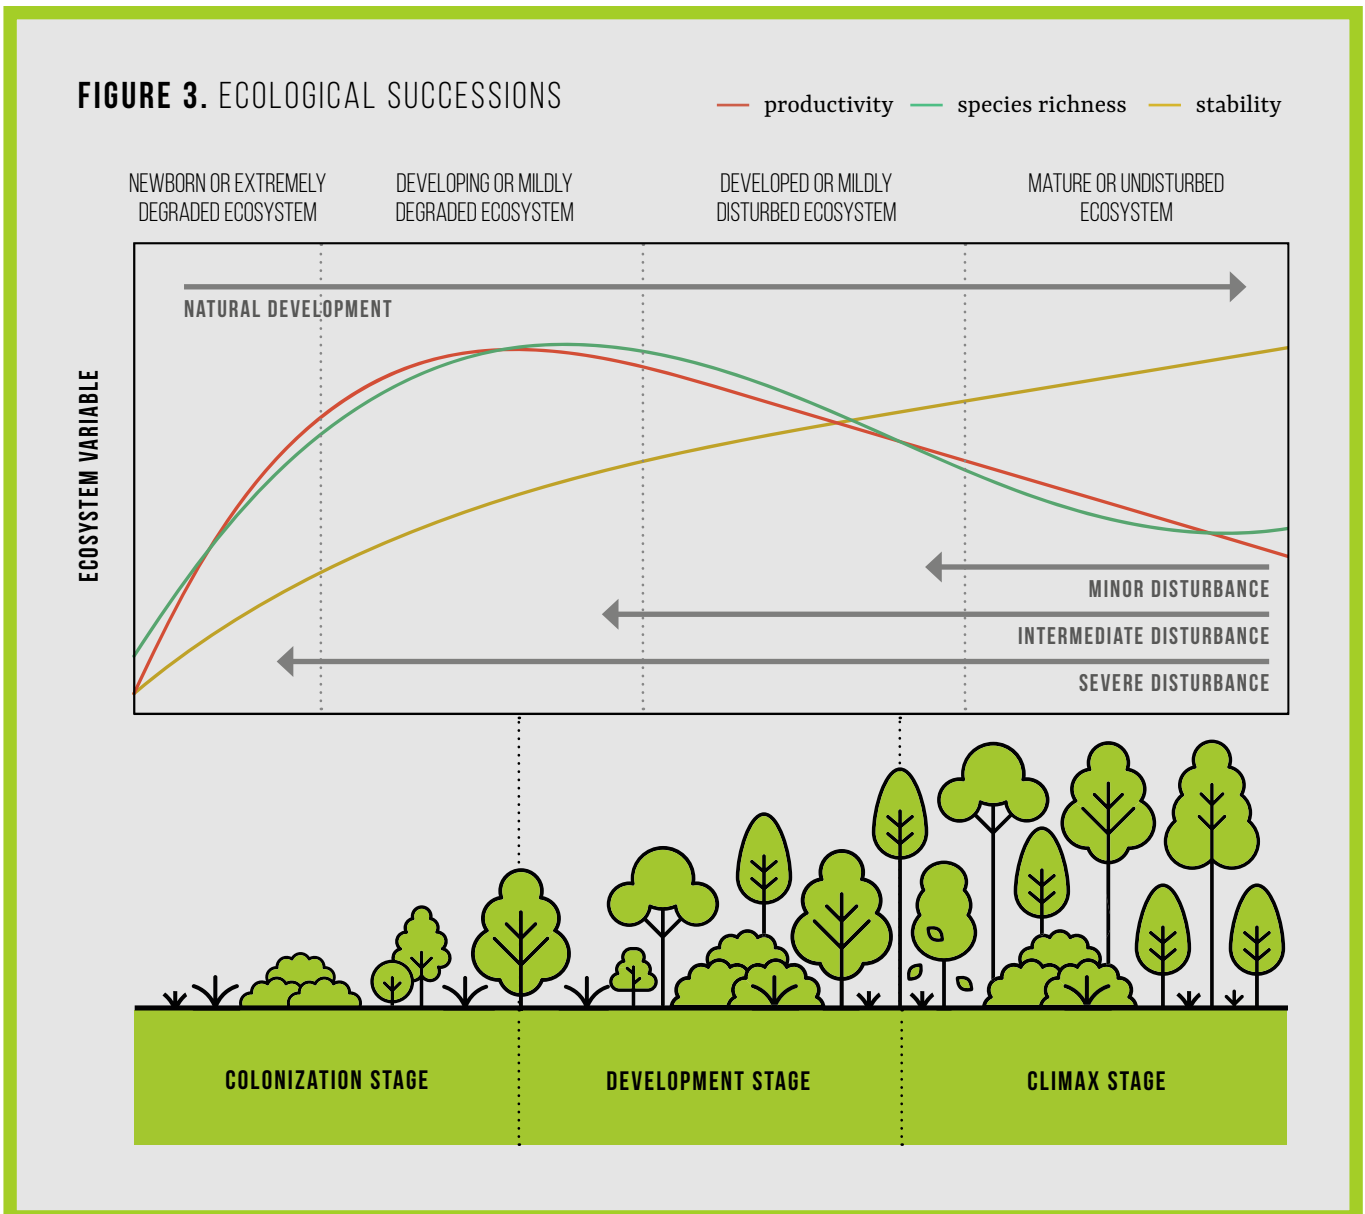 FIGURE 3. ECOLOGICAL SUCCESSIONS
productivity
species richness
stability
NEWBORN OR EXTREMELY
DEGRADED ECOSYSTEM
DEVELOPING OR MILDLY
DEGRADED ECOSYSTEM
DEVELOPED OR MILDLY
DISTURBED ECOSYSTEM
MATURE OR UNDISTURBED
ECOSYSTEM
NATURAL DEVELOPMENT
ECOSYSTEM VARIABLE
MINOR DISTURBANCE
INTERMEDIATE DISTURBANCE
SEVERE DISTURBANCE
COLONIZATION STAGE
DEVELOPMENT STAGE
CLIMAX STAGE